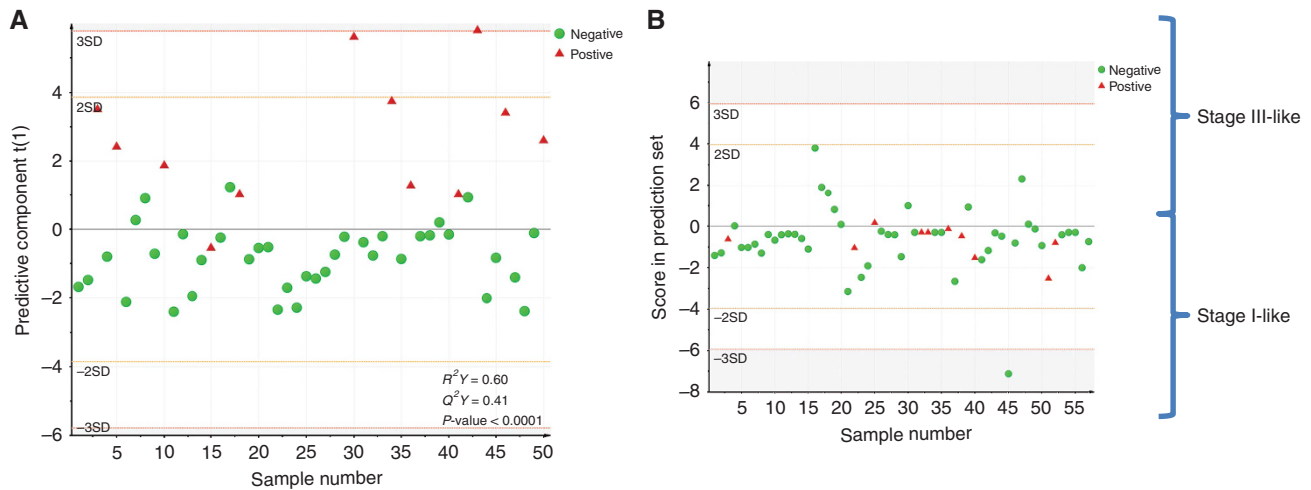 A
Predictive component t(1)
4
2
0
−2
−4
−6
3SD
2SD
−2SD
−3SD
R²Y = 0.60
Q²Y = 0.41
P-value < 0.0001
5 10 15 20 25 30 35 40 45 50
Sample number
Negative
Postive
B
Score in prediction set
6
4
2
0
−2
−4
−6
−8
3SD
2SD
−2SD
−3SD
5 10 15 20 25 30 35 40 45 50 55
Sample number
Negative
Postive
Stage III-like
Stage I-like